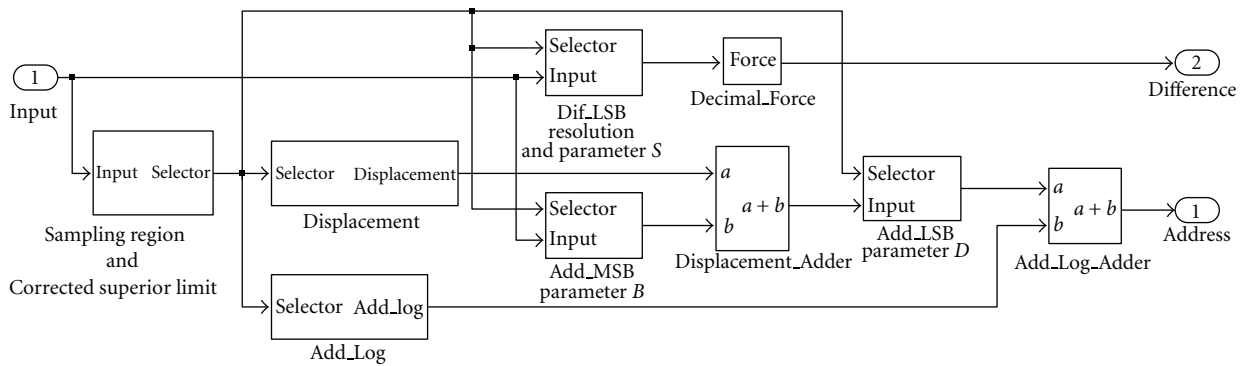 1
Input
Input Selector
Sampling region
and
Corrected superior limit
Selector Displacement
Displacement
Selector Add_log
Add_Log
Selector
Input
Dif_LSB
resolution
and parameter S
Selector
Input
Add_MSB
parameter B
Force
Decimal_Force
a
b
a + b
Displacement_Adder
Selector
Input
Add_LSB
parameter D
a
b
a + b
Add_Log_Adder
2
Difference
1
Address